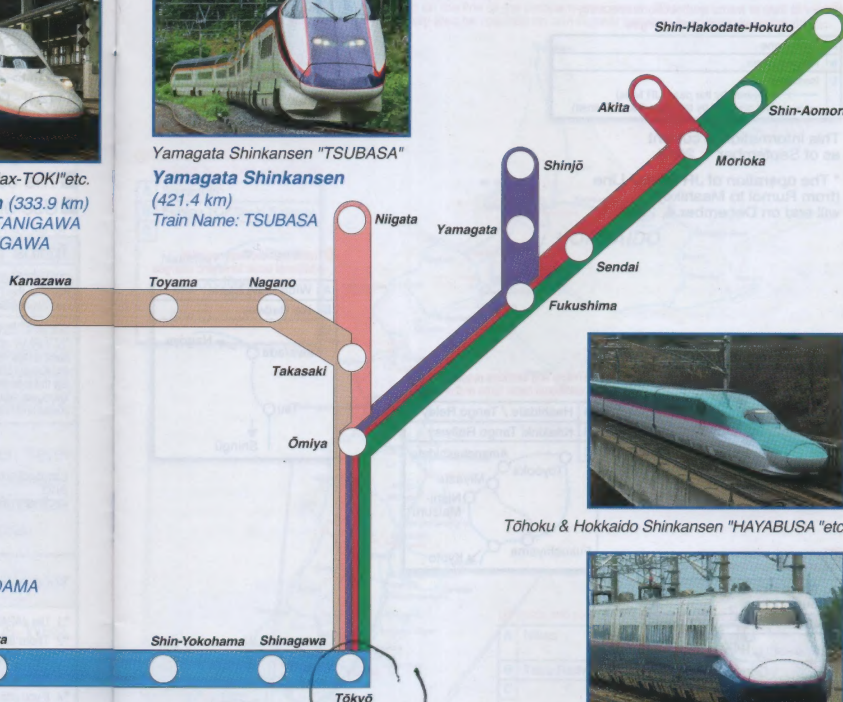 Shin-Hakodate-Hokuto
Akita
Shin-Aomori
Morioka
ax-TOKI"etc.
(333.9 km)
TANIGAWA
GAWA
Yamagata Shinkansen "TSUBASA"
Yamagata Shinkansen
(421.4 km)
Train Name: TSUBASA
Shinjō
Niigata
Yamagata
Sendai
Kanazawa
Toyama
Nagano
Fukushima
Takasaki
Ōmiya
Tōhoku & Hokkaido Shinkansen "HAYABUSA "etc
DAMA
Shin-Yokohama
Shinagawa
Tōkyō